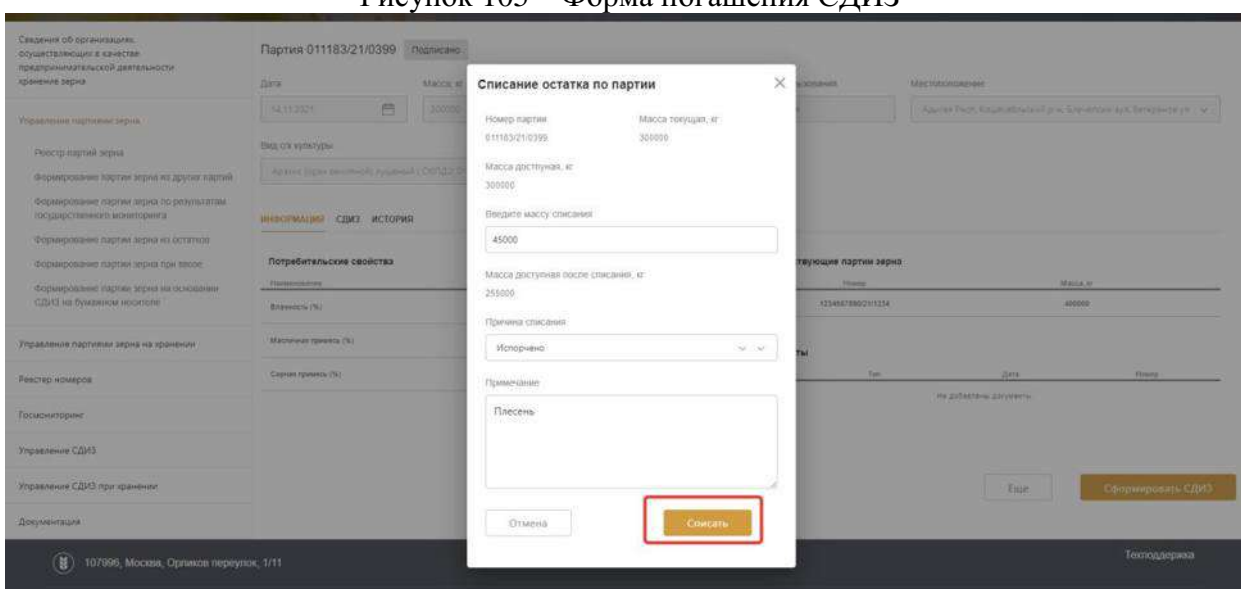 Рисунок 105 – Форма погашения СДИЗ
Сведения об организациях,
осуществляющих в качестве
предпринимательской деятельности
хранение зерна
Управление партиями зерна
Реестр партий зерна
Формирование партии зерна из других партий
Формирование партии зерна по результатам
государственного мониторинга
Формирование партии зерна из остатков
Формирование партии зерна при ввозе
Формирование партии зерна на основании
СДИЗ на бумажном носителе
Управление партиями зерна на хранении
Реестр номеров
Госмониторинг
Управление СДИЗ
Управление СДИЗ при хранении
Документация
Партия 011183/21/0399 Подписано
Дата
14.11.2021
Масса, кг
300000
Вид с/х культуры
ИНФОРМАЦИЯ СДИЗ ИСТОРИЯ
Потребительские свойства
Наименование
Влажность (%)
Масличная примесь (%)
Сорная примесь (%)
Списание остатка по партии
Номер партии
011183/21/0399
Масса текущая, кг
300000
Масса доступная, кг
300000
Введите массу списания
45000
Масса доступная после списания, кг
255000
Причина списания
Испорчено
Примечание
Плесень
Отмена
Списать
Местоположение
ствующие партии зерна
Номер Масса, кг
400000
ты
Тип Дата Номер
Не добавлены документы
Еще
Сформировать СДИЗ
107996, Москва, Орликов переулок, 1/11
Техподдержка